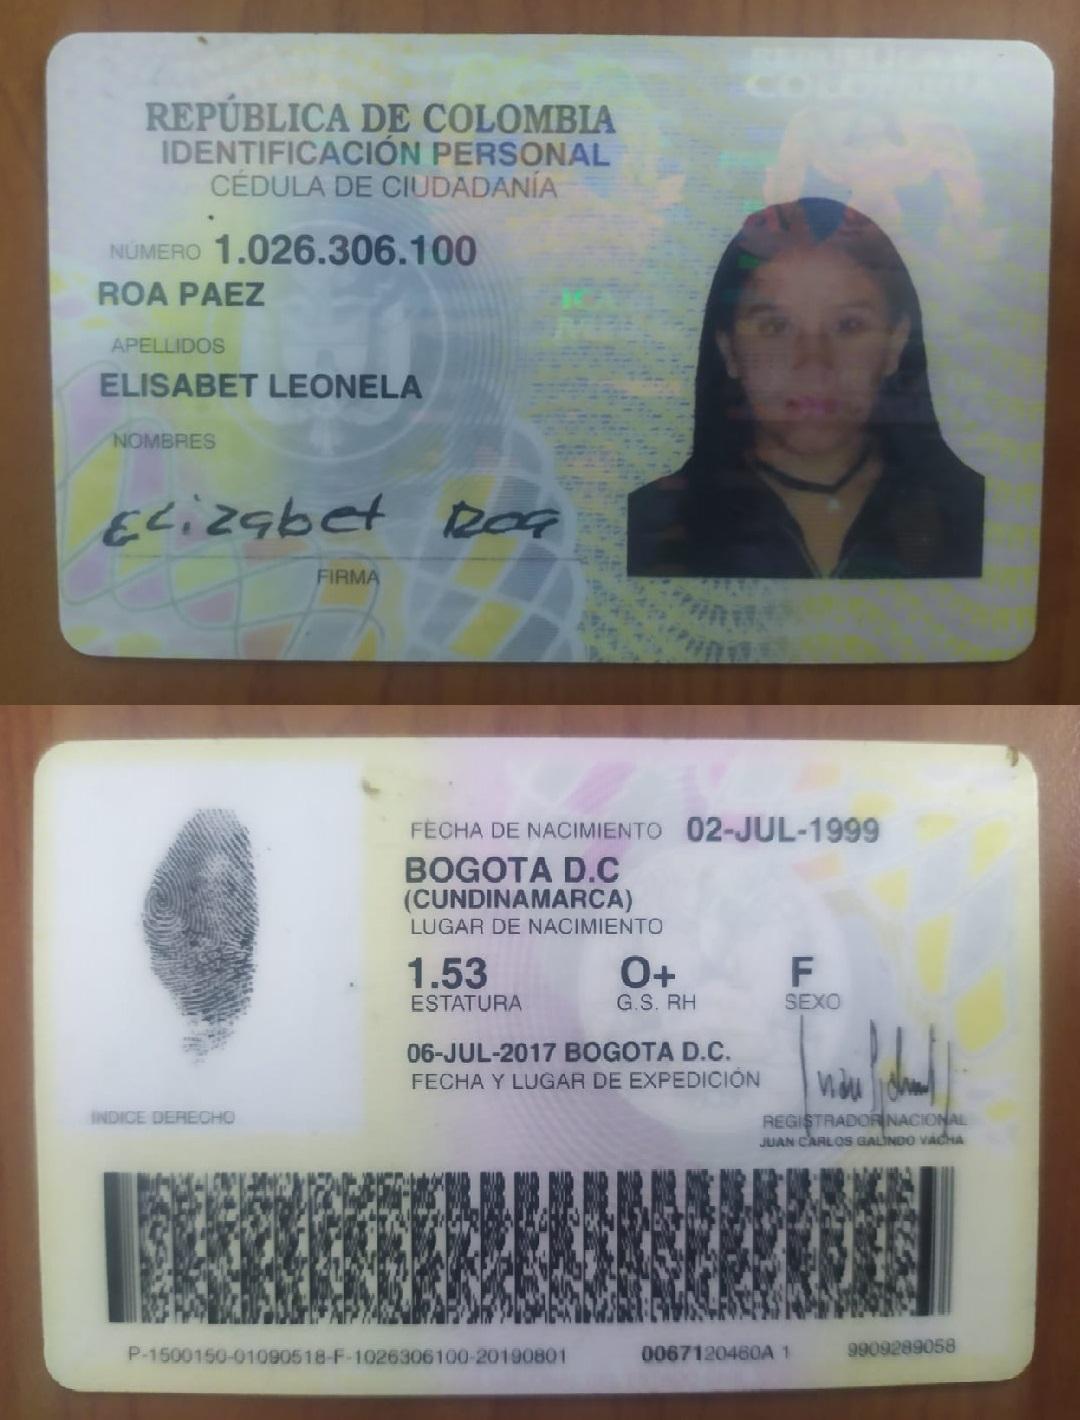 REPÚBLICA DE COLOMBIA
IDENTIFICACIÓN PERSONAL
CÉDULA DE CIUDADANÍA
NÚMERO 1.026.306.100
ROA PAEZ
APELLIDOS
ELISABET LEONELA
NOMBRES
Elizabet Roa
FIRMA
FECHA DE NACIMIENTO 02-JUL-1999
BOGOTA D.C
(CUNDINAMARCA)
LUGAR DE NACIMIENTO
1.53 O+ F
ESTATURA G.S. RH SEXO
06-JUL-2017 BOGOTA D.C.
FECHA Y LUGAR DE EXPEDICIÓN
INDICE DERECHO
REGISTRADOR NACIONAL
JUAN CARLOS GALINDO VACHA
P-1500150-01090518-F-1026306100-20190801 0067120460A 1 9909289058